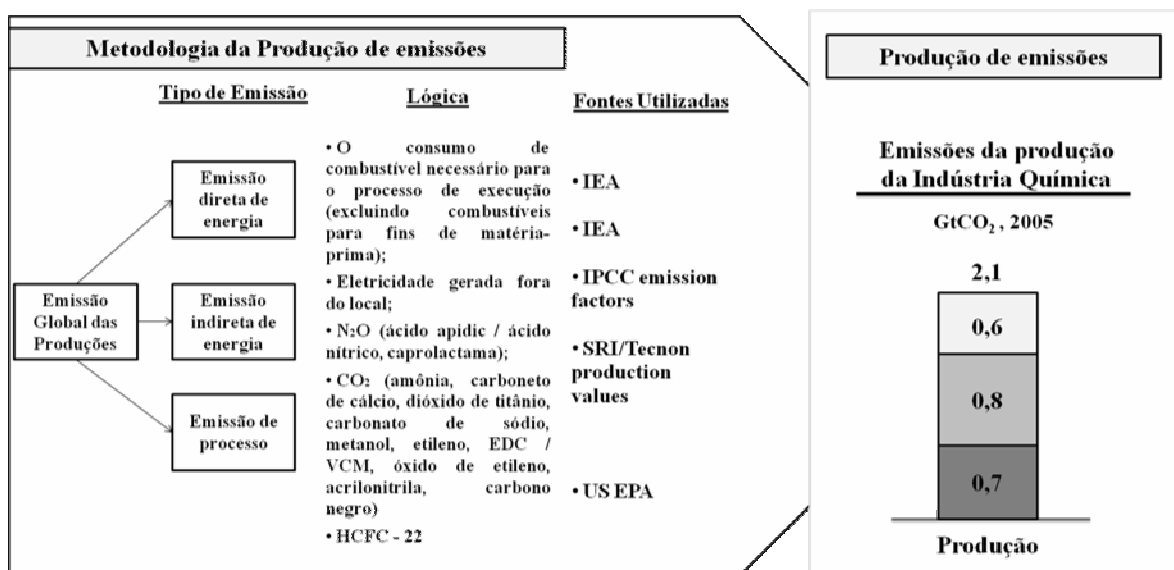 Metodologia da Produção de emissões
Tipo de Emissão
Lógica
Fontes Utilizadas
Emissão
Global das
Produções
Emissão
direta de
energia
Emissão
indireta de
energia
Emissão de
processo
• O consumo de
combustível necessário para
o processo de execução
(excluindo combustíveis
para fins de matéria-
prima);
• Eletricidade gerada fora
do local;
• N₂O (ácido apidic / ácido
nítrico, caprolactama);
• CO₂ (amônia, carboneto
de cálcio, dióxido de titânio,
carbonato de sódio,
metanol, etileno, EDC /
VCM, óxido de etileno,
acrilonitrila, carbono
negro)
• HCFC - 22
• IEA
• IEA
• IPCC emission
factors
• SRI/Tecnon
production
values
• US EPA
Produção de emissões
Emissões da produção
da Indústria Química
GtCO₂ , 2005
2,1
0,6
0,8
0,7
Produção